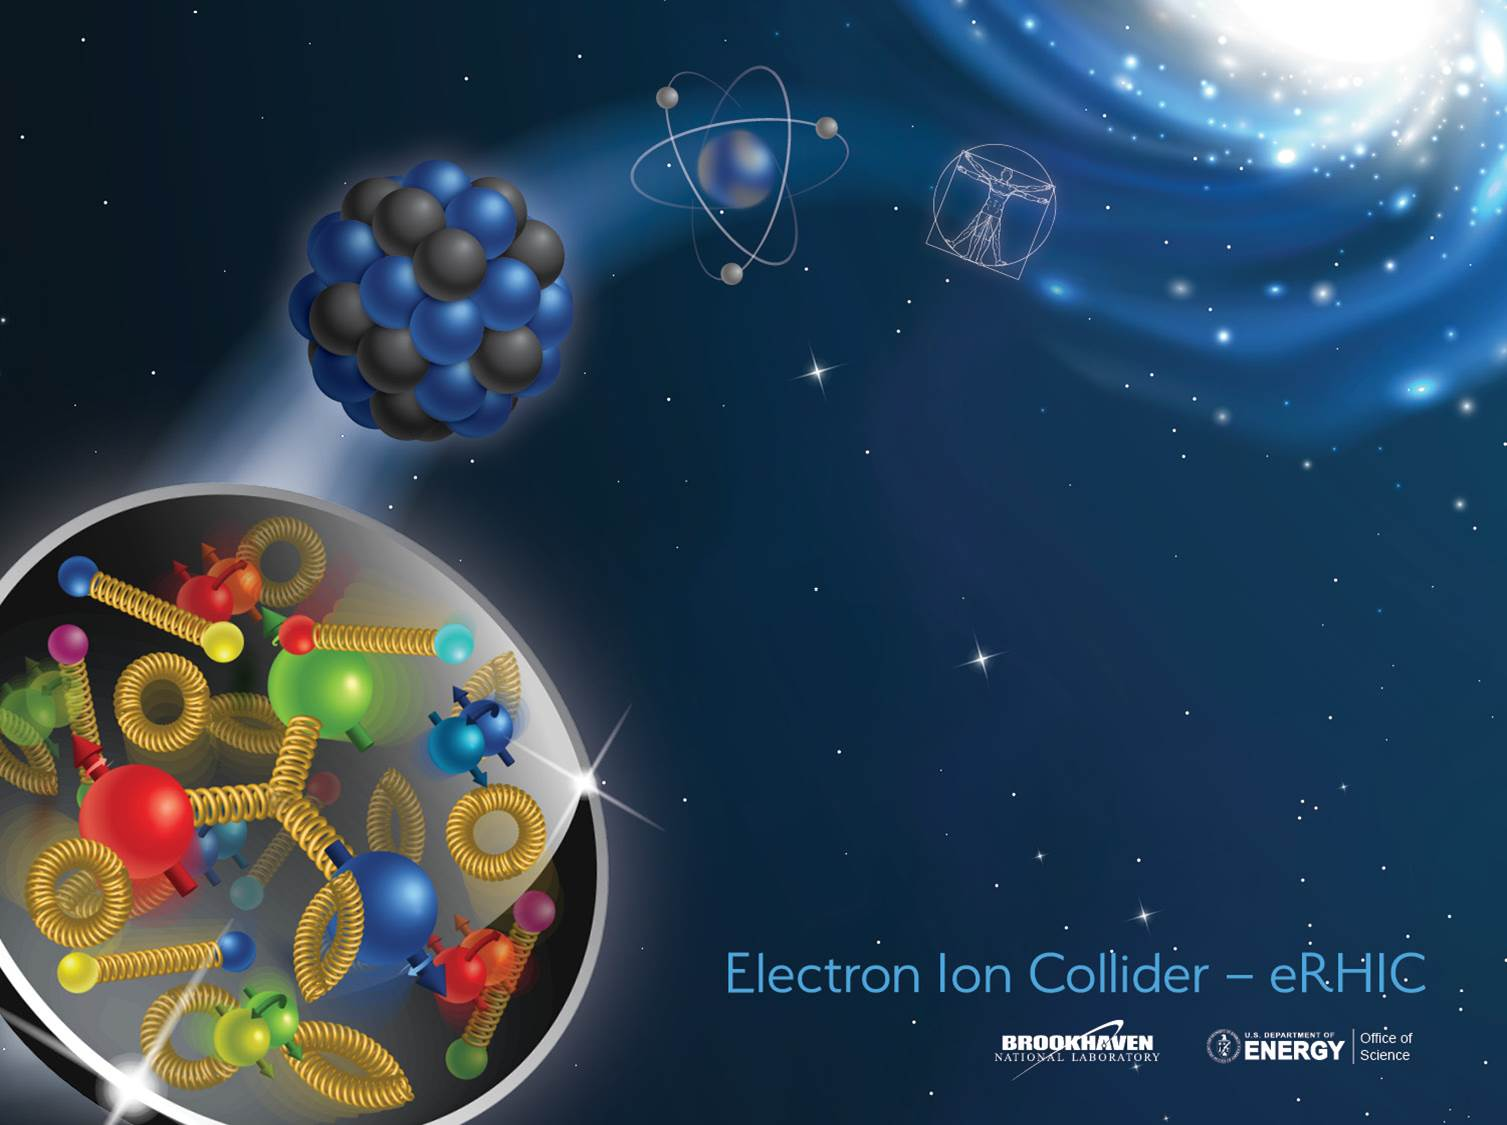 Electron Ion Collider – eRHIC
BROOKHAVEN
NATIONAL LABORATORY
U.S. DEPARTMENT OF
ENERGY
Office of
Science